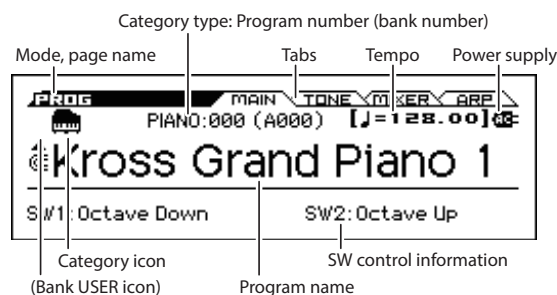 Category type: Program number (bank number)
Mode, page name Tabs Tempo Power supply
PROG MAIN TONE MIXER ARP
PIANO:000 (A000) [♩=128.00] AC
Kross Grand Piano 1
SW1:Octave Down SW2:Octave Up
Category icon SW control information
(Bank USER icon) Program name